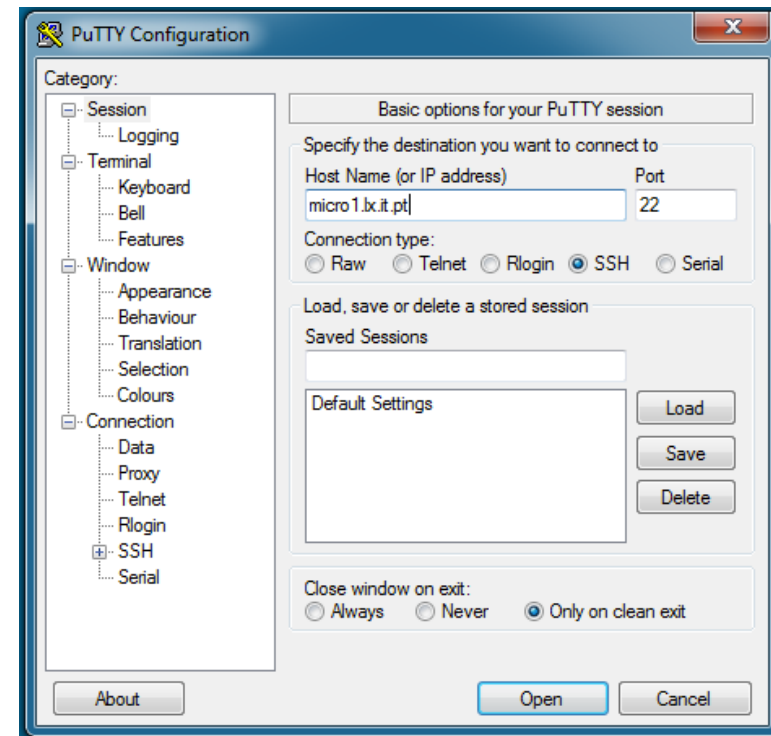 PuTTY Configuration
Category:
Session
Logging
Terminal
Keyboard
Bell
Features
Window
Appearance
Behaviour
Translation
Selection
Colours
Connection
Data
Proxy
Telnet
Rlogin
SSH
Serial
Basic options for your PuTTY session
Specify the destination you want to connect to
Host Name (or IP address) Port
micro1.lx.it.pt 22
Connection type:
Raw Telnet Rlogin SSH Serial
Load, save or delete a stored session
Saved Sessions
Default Settings
Load
Save
Delete
Close window on exit:
Always Never Only on clean exit
About Open Cancel